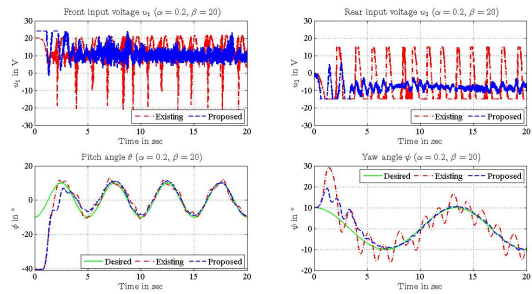 Front input voltage u₁ (α = 0.2, β = 20)
30
20
10
0
-10
-20
-30
u₁ in V
Existing
Proposed
0
5
10
15
20
Time in sec
Rear input voltage u₂ (α = 0.2, β = 20)
30
20
10
0
-10
-20
-30
u₂ in V
Existing
Proposed
0
5
10
15
20
Time in sec
Pitch angle θ (α = 0.2, β = 20)
20
0
-20
-40
ϕ in °
Desired
Existing
Proposed
0
5
10
15
20
Time in sec
Yaw angle ψ (α = 0.2, β = 20)
30
20
10
0
-10
-20
ϕ in °
Desired
Existing
Proposed
0
5
10
15
20
Time in sec